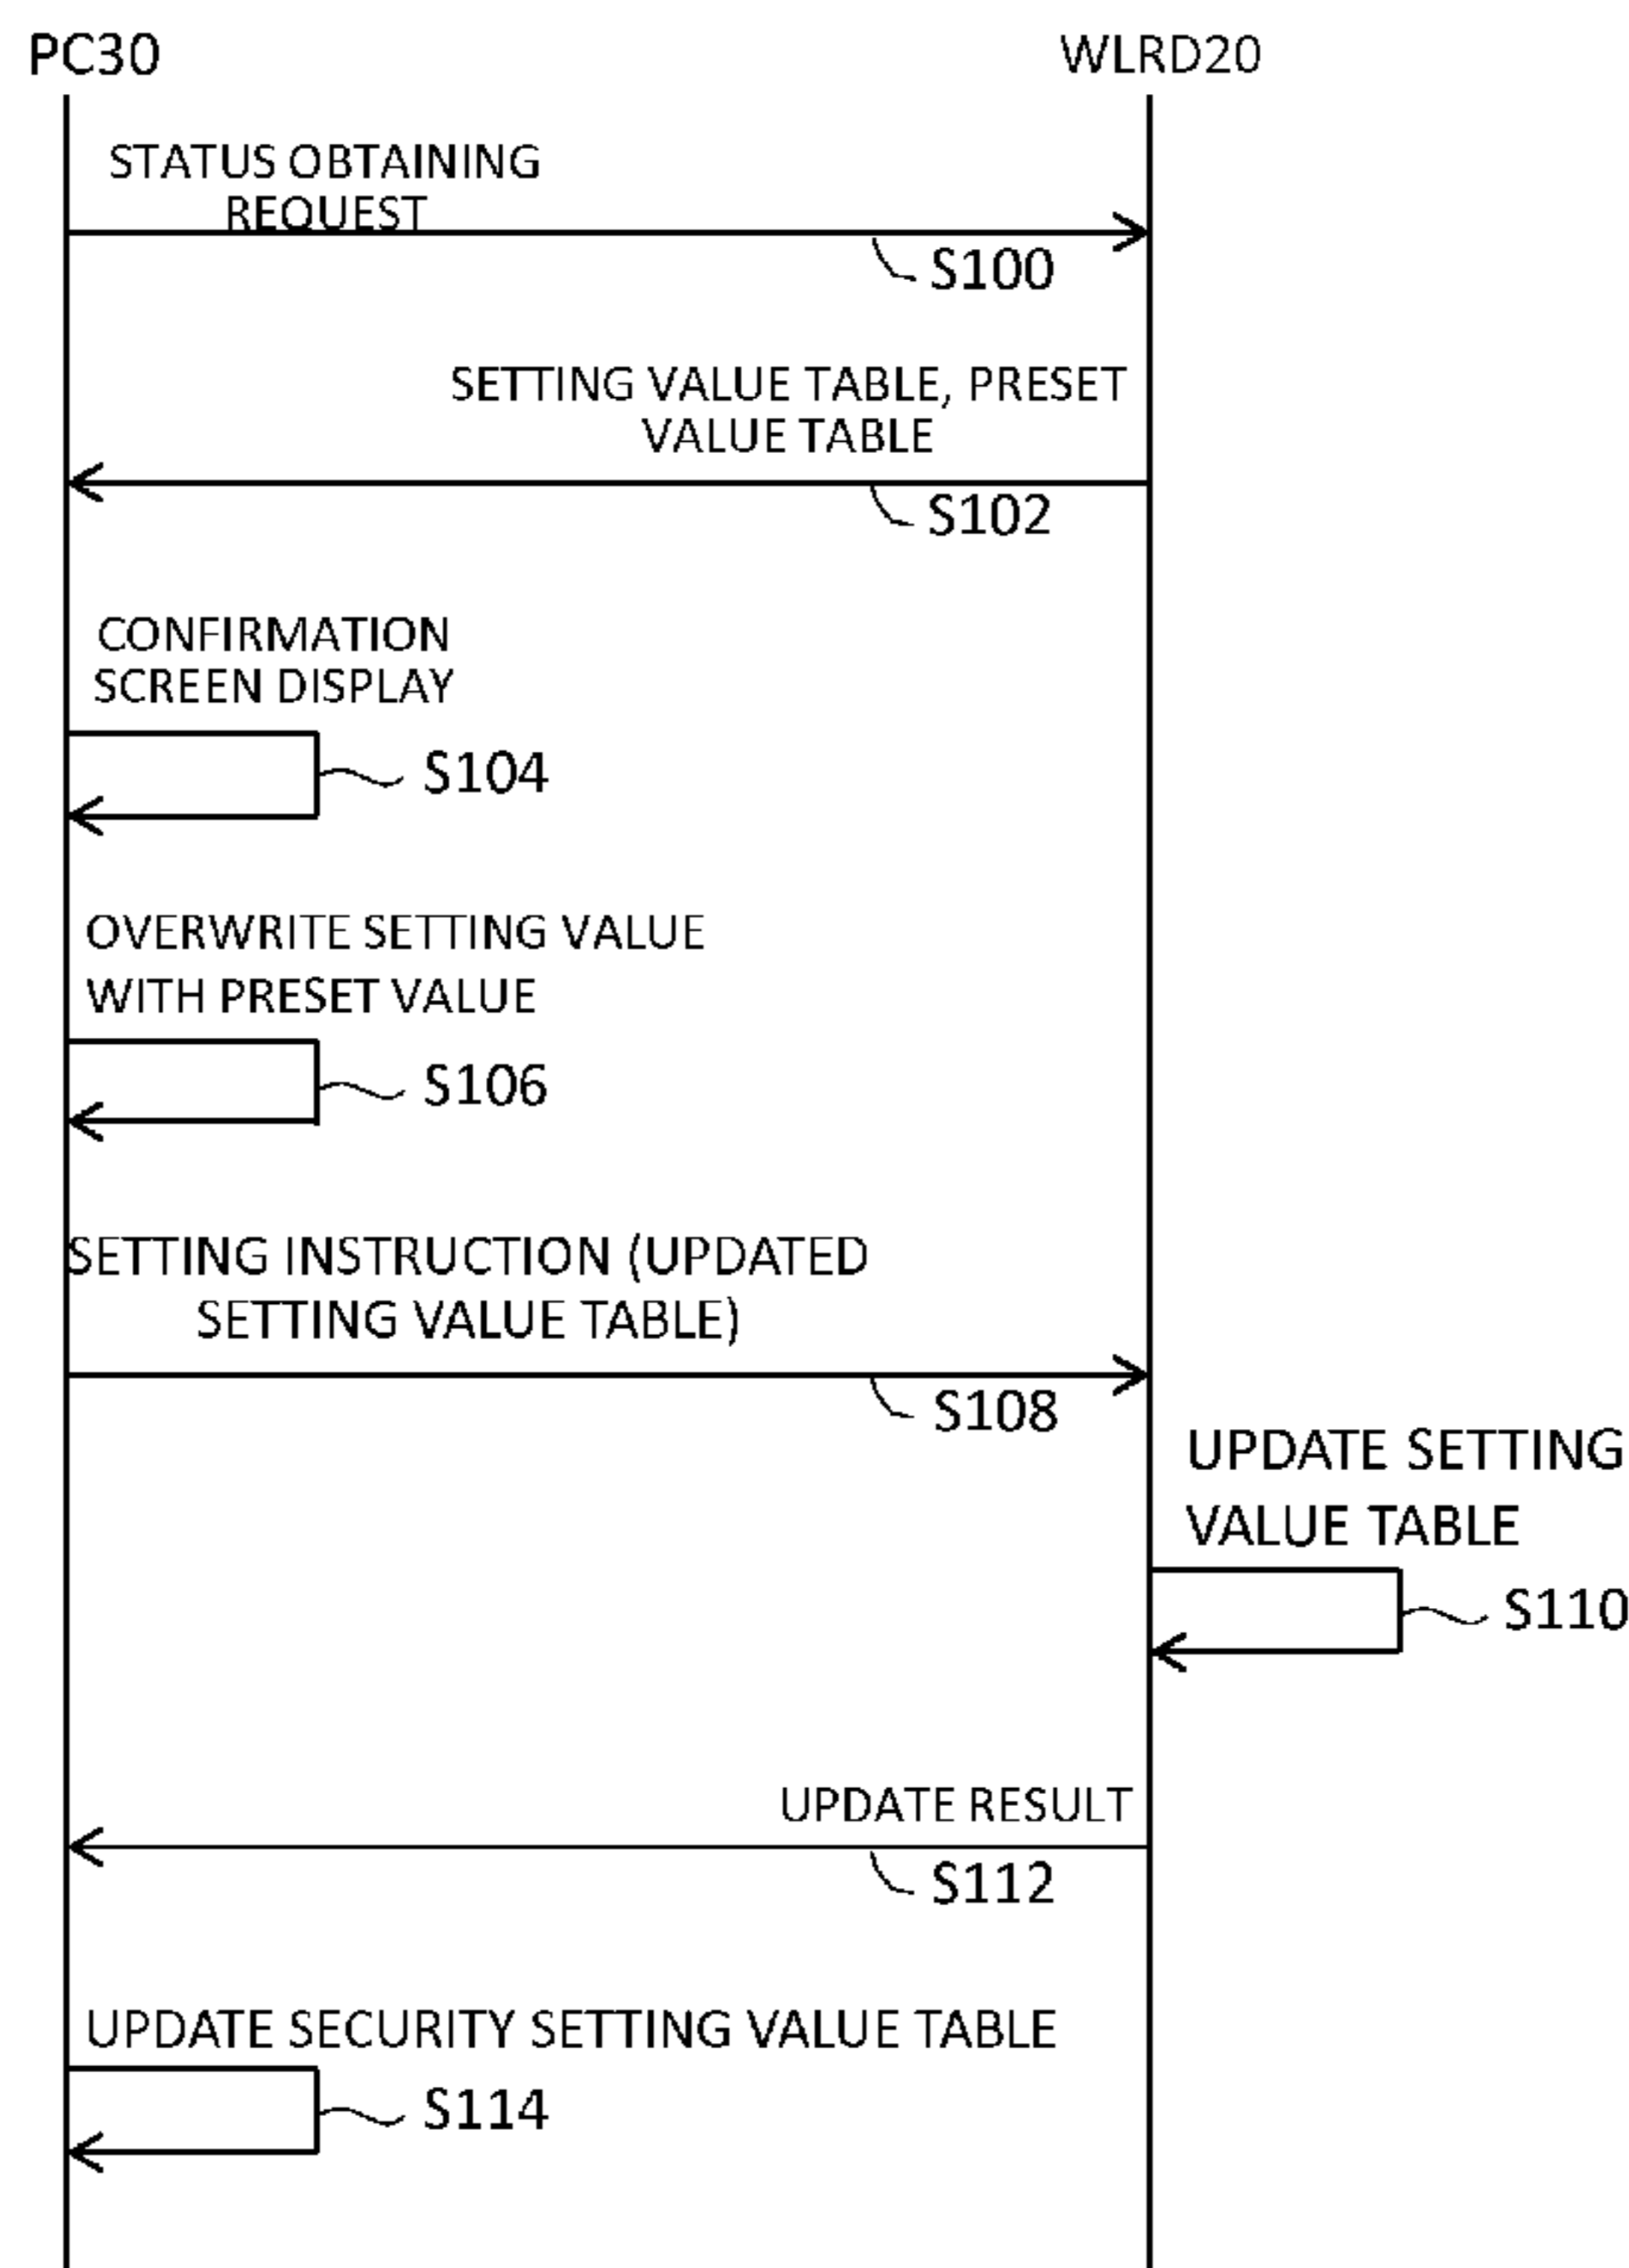 PC30
WLRD20
STATUS OBTAINING
REQUEST
S100
SETTING VALUE TABLE, PRESET
VALUE TABLE
S102
CONFIRMATION
SCREEN DISPLAY
S104
OVERWRITE SETTING VALUE
WITH PRESET VALUE
S106
SETTING INSTRUCTION (UPDATED
SETTING VALUE TABLE)
S108
UPDATE SETTING
VALUE TABLE
S110
UPDATE RESULT
S112
UPDATE SECURITY SETTING VALUE TABLE
S114